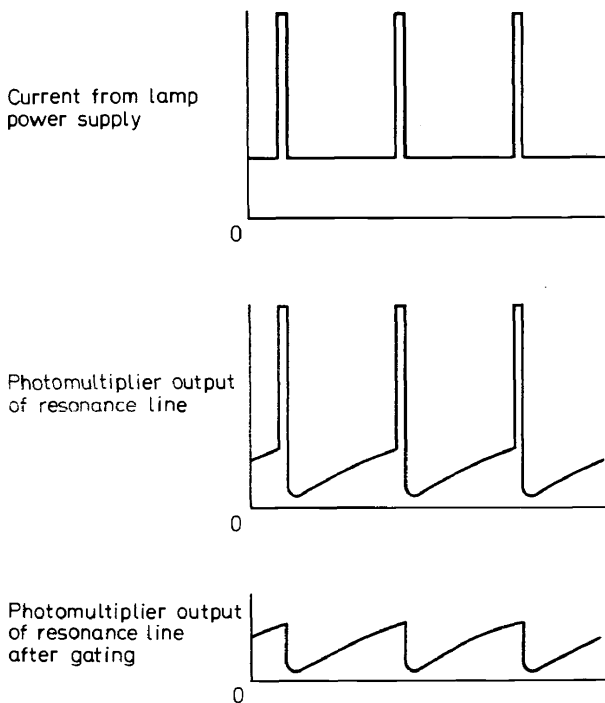 Current from lamp
power supply
0
Photomultiplier output
of resonance line
0
Photomultiplier output
of resonance line
after gating
0